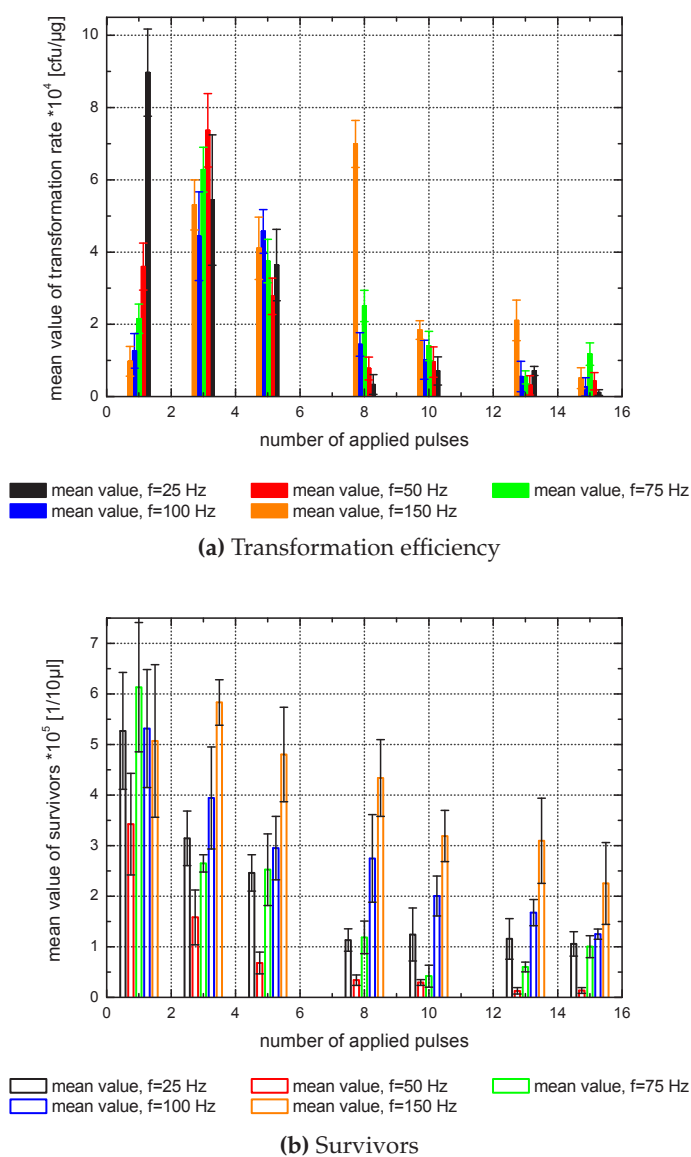 10
8
6
4
2
0
mean value of transformation rate *10⁴ [cfu/µg]
0 2 4 6 8 10 12 14 16
number of applied pulses
mean value, f=25 Hz mean value, f=50 Hz mean value, f=75 Hz
mean value, f=100 Hz mean value, f=150 Hz
(a) Transformation efficiency
7
6
5
4
3
2
1
0
mean value of survivors *10⁵ [1/10µl]
0 2 4 6 8 10 12 14 16
number of applied pulses
mean value, f=25 Hz mean value, f=50 Hz mean value, f=75 Hz
mean value, f=100 Hz mean value, f=150 Hz
(b) Survivors